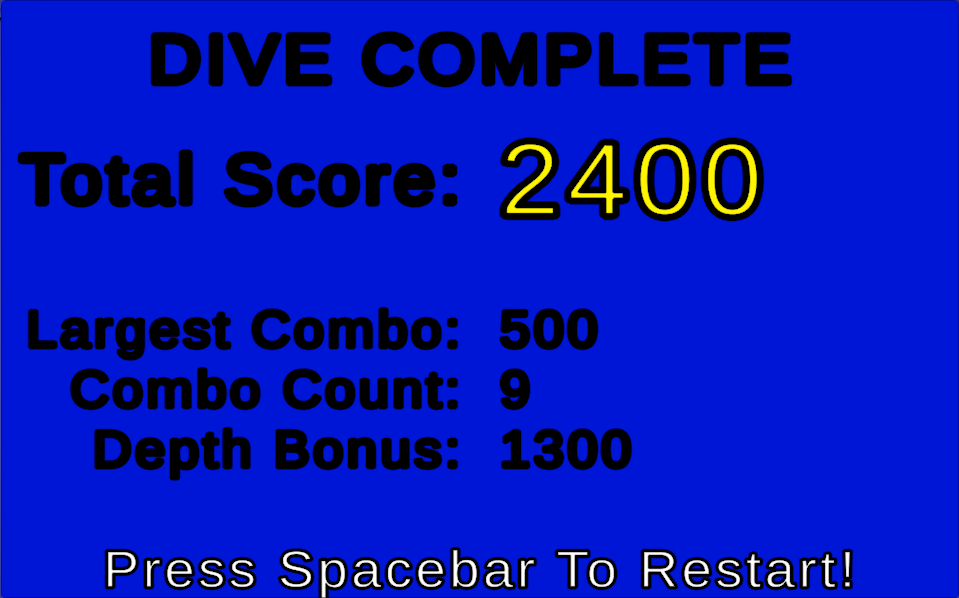 DIVE COMPLETE
Total Score: 2400
Largest Combo: 500
Combo Count: 9
Depth Bonus: 1300
Press Spacebar To Restart!